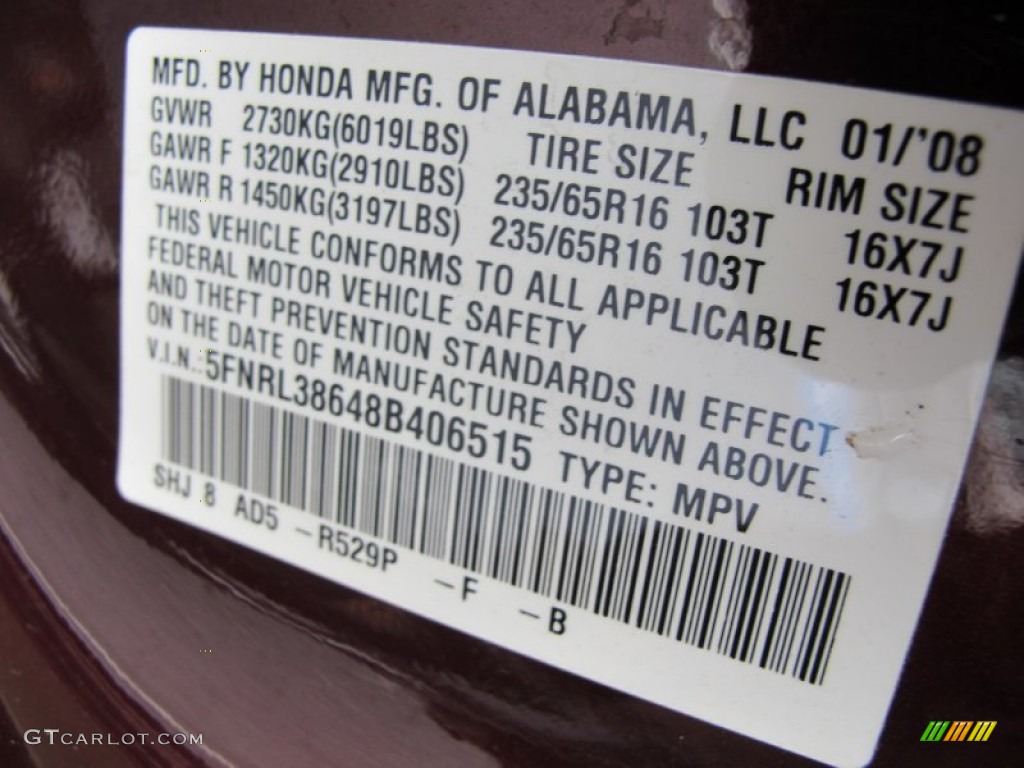 MFD. BY HONDA MFG. OF ALABAMA, LLC 01/'08
GVWR 2730KG(6019LBS) TIRE SIZE RIM SIZE
GAWR F 1320KG(2910LBS) 235/65R16 103T 16X7J
GAWR R 1450KG(3197LBS) 235/65R16 103T 16X7J
THIS VEHICLE CONFORMS TO ALL APPLICABLE
FEDERAL MOTOR VEHICLE SAFETY
AND THEFT PREVENTION STANDARDS IN EFFECT
ON THE DATE OF MANUFACTURE SHOWN ABOVE.
V.I.N.: 5FNRL38648B406515 TYPE: MPV
SHJ 8 AD5 -R529P -F -B
GTCARLOT.COM